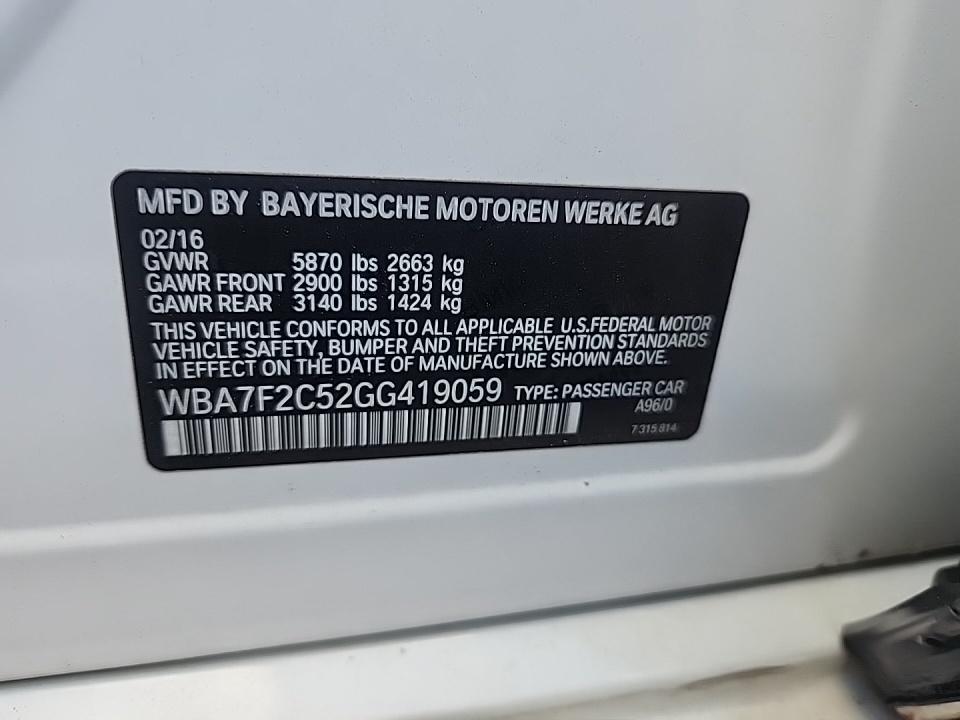 MFD BY BAYERISCHE MOTOREN WERKE AG
02/16
GVWR 5870 lbs 2663 kg
GAWR FRONT 2900 lbs 1315 kg
GAWR REAR 3140 lbs 1424 kg
THIS VEHICLE CONFORMS TO ALL APPLICABLE U.S.FEDERAL MOTOR
VEHICLE SAFETY, BUMPER AND THEFT PREVENTION STANDARDS
IN EFFECT ON THE DATE OF MANUFACTURE SHOWN ABOVE.
WBA7F2C52GG419059 TYPE: PASSENGER CAR
A96/0
7 315 814